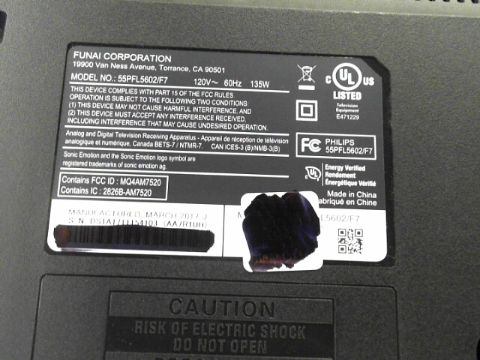 FUNAI CORPORATION
19900 Van Ness Avenue, Torrance, CA 90501
MODEL NO.: 55PFL5602/F7 120V~ 60Hz 135W
THIS DEVICE COMPLIES WITH PART 15 OF THE FCC RULES.
OPERATION IS SUBJECT TO THE FOLLOWING TWO CONDITIONS:
(1) THIS DEVICE MAY NOT CAUSE HARMFUL INTERFERENCE, AND
(2) THIS DEVICE MUST ACCEPT ANY INTERFERENCE RECEIVED,
INCLUDING INTERFERENCE THAT MAY CAUSE UNDESIRED OPERATION.
Analog and Digital Television Receiving Apparatus - Appareil de réception de télévision
analogique et numérique, Canada BETS-7 / NTMR-7 CAN ICES-3 (B)/NMB-3(B)
Sonic Emotion and the Sonic Emotion logo symbol are
registered trademarks of sonic emotion.
Contains FCC ID : MQ4AM7520
Contains IC : 2826B-AM7520
C UL US
LISTED
Television
Equipment
E471229
FC PHILIPS
55PFL5602/F7
UL Energy Verified
Rendement
Énergétique Vérifié
Made in China
Fabriqué en Chine
MANUFACTURED: MARCH 2017
S N
M 5602/F7
CAUTION
RISK OF ELECTRIC SHOCK
DO NOT OPEN